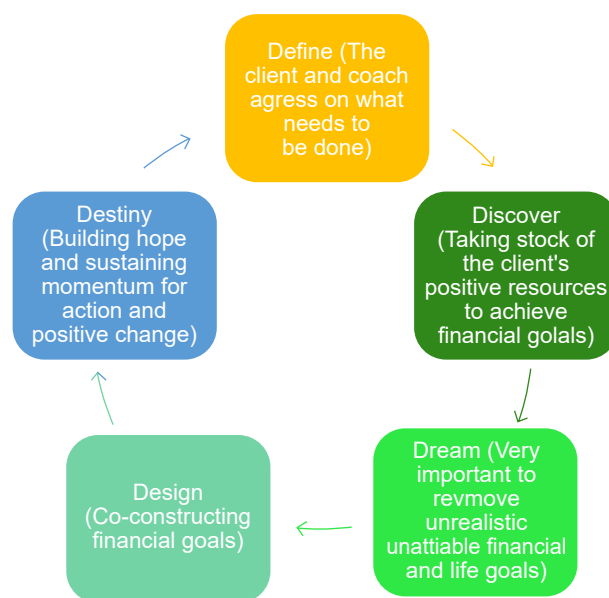 Define (The
client and coach
agress on what
needs to
be done)
Discover
(Taking stock of
the client's
positive resources
to achieve
financial golals)
Dream (Very
important to
revmove
unrealistic
unattiable financial
and life goals)
Design
(Co-constructing
financial goals)
Destiny
(Building hope
and sustaining
momentum for
action and
positive change)